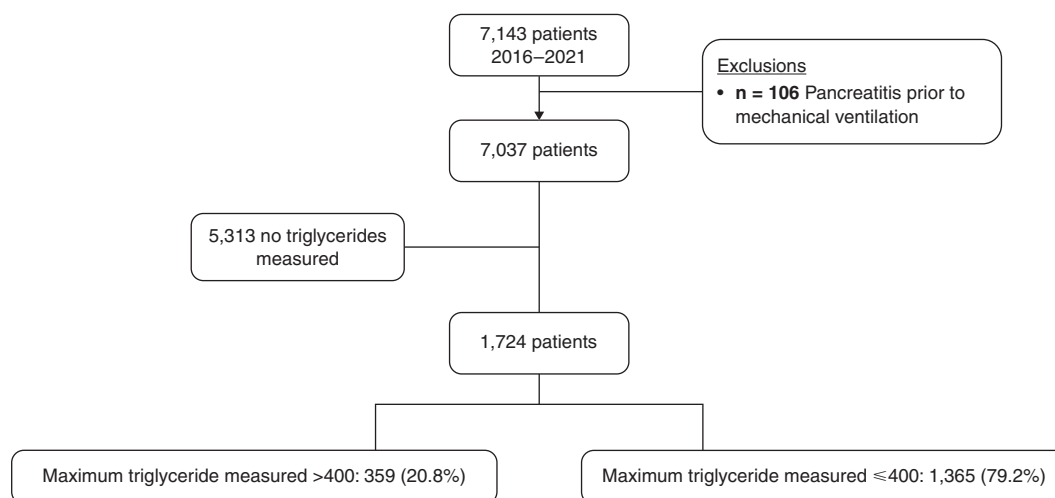 7,143 patients
2016–2021
Exclusions
• n = 106 Pancreatitis prior to
mechanical ventilation
7,037 patients
5,313 no triglycerides
measured
1,724 patients
Maximum triglyceride measured >400: 359 (20.8%)
Maximum triglyceride measured ⩽400: 1,365 (79.2%)